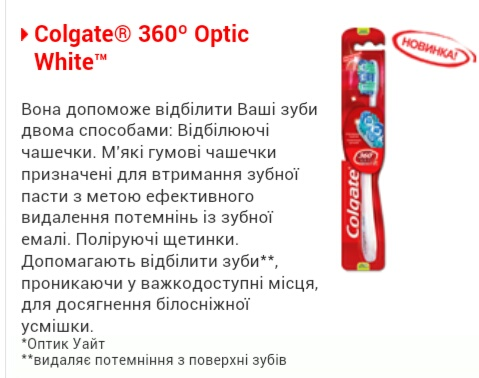 Colgate® 360º Optic
White™
НОВИНКА!
Colgate
Вона допоможе відбілити Ваші зуби
двома способами: Відбілюючі
чашечки. М'які гумові чашечки
призначені для втримання зубної
пасти з метою ефективного
видалення потемнінь із зубної
емалі. Поліруючі щетинки.
Допомагають відбілити зуби**,
проникаючи у важкодоступні місця,
для досягнення білосніжної
усмішки.
*Оптик Уайт
**видаляє потемніння з поверхні зубів